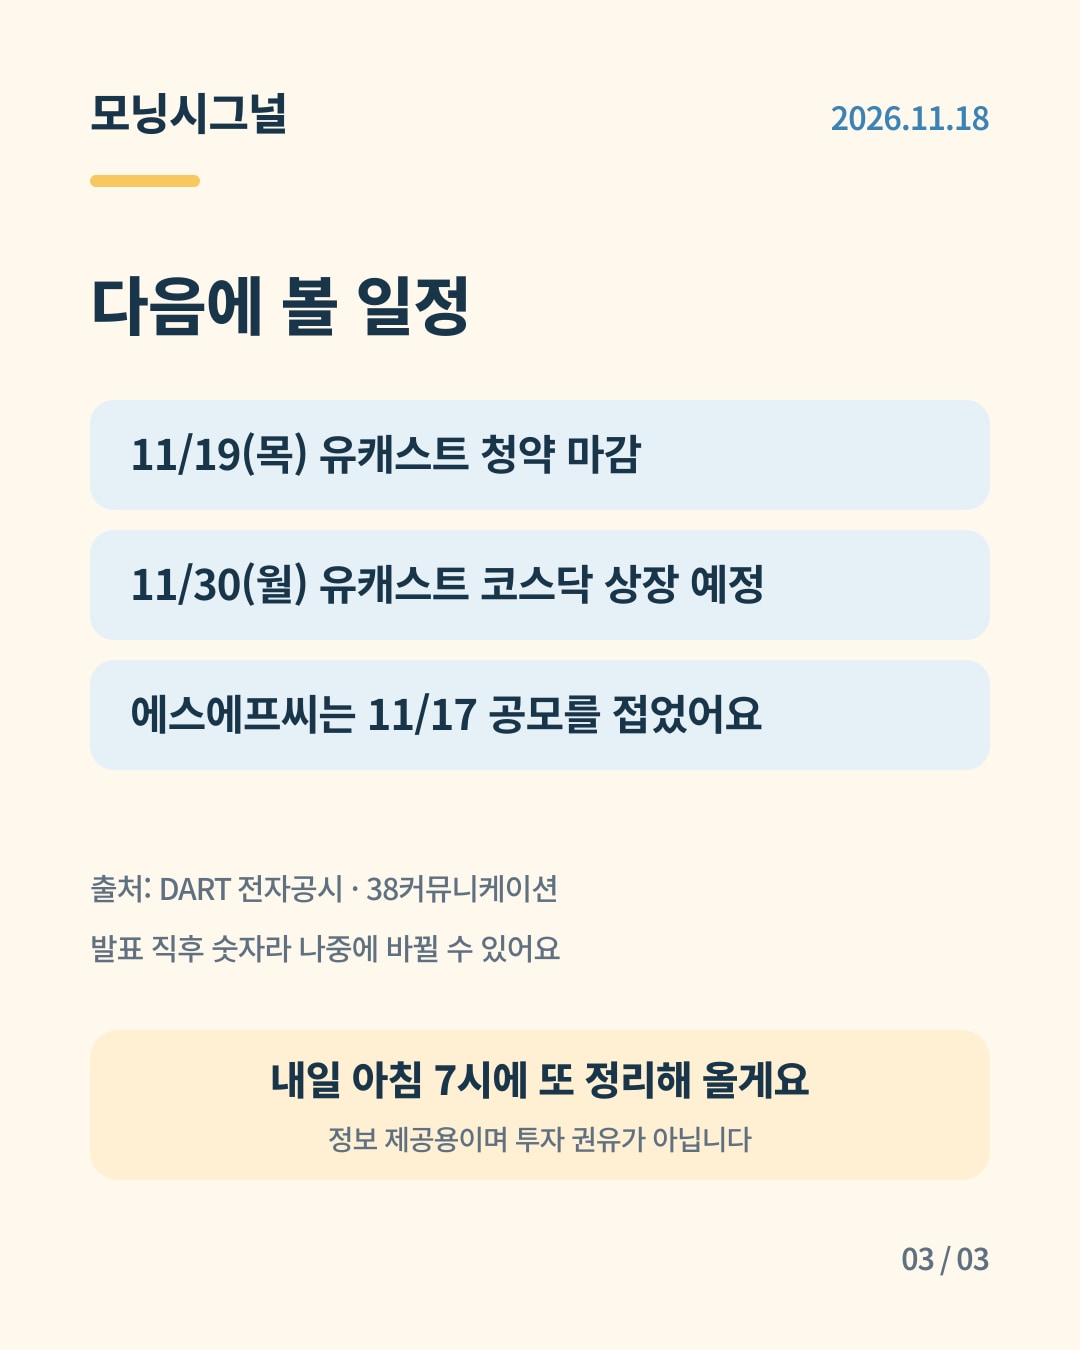 모닝시그널
2026.11.18
다음에 볼 일정
11/19(목) 유캐스트 청약 마감
11/30(월) 유캐스트 코스닥 상장 예정
에스에프씨는 11/17 공모를 접었어요
출처: DART 전자공시 · 38커뮤니케이션
발표 직후 숫자라 나중에 바뀔 수 있어요
내일 아침 7시에 또 정리해 올게요
정보 제공용이며 투자 권유가 아닙니다
03 / 03